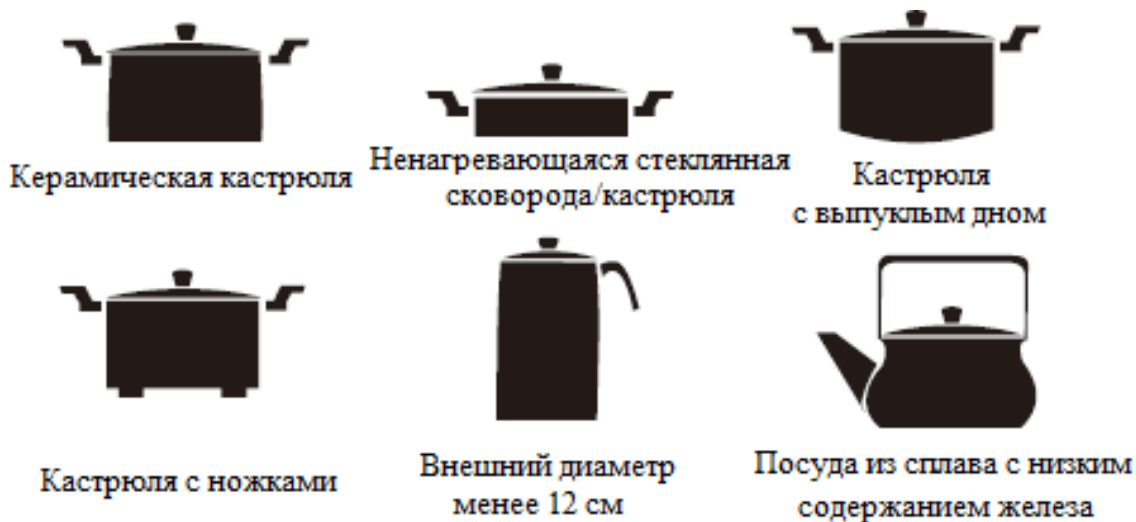 Керамическая кастрюля
Ненагревающаяся стеклянная
сковорода/кастрюля
Кастрюля
с выпуклым дном
Кастрюля с ножками
Внешний диаметр
менее 12 см
Посуда из сплава с низким
содержанием железа